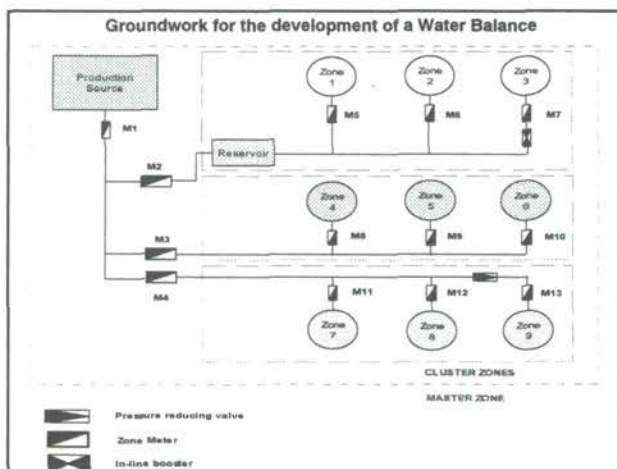 Groundwork for the development of a Water Balance
Production
Source
M1
M2
Reservoir
Zone
1
Zone
2
Zone
3
M5
M6
M7
Zone
4
Zone
5
Zone
6
M3
M8
M9
M10
M4
M11
M12
M13
Zone
7
Zone
8
Zone
9
CLUSTER ZONES
MASTER ZONE
Pressure reducing valve
Zone Meter
In-line booster